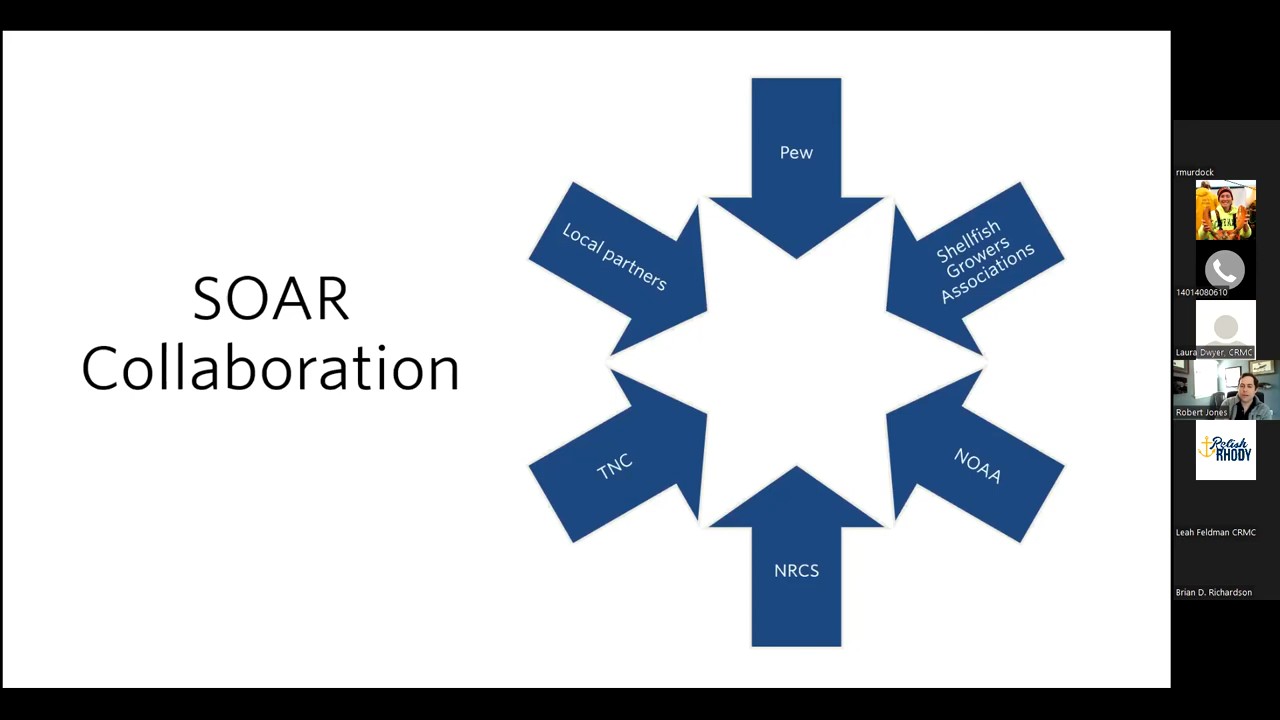 SOAR
Collaboration
Pew
Shellfish
Growers
Associations
NOAA
NRCS
TNC
Local partners
rmurdock
14014080610
Laura Dwyer, CRMC
Robert Jones
Relish
RHODY
Leah Feldman CRMC
Brian D. Richardson